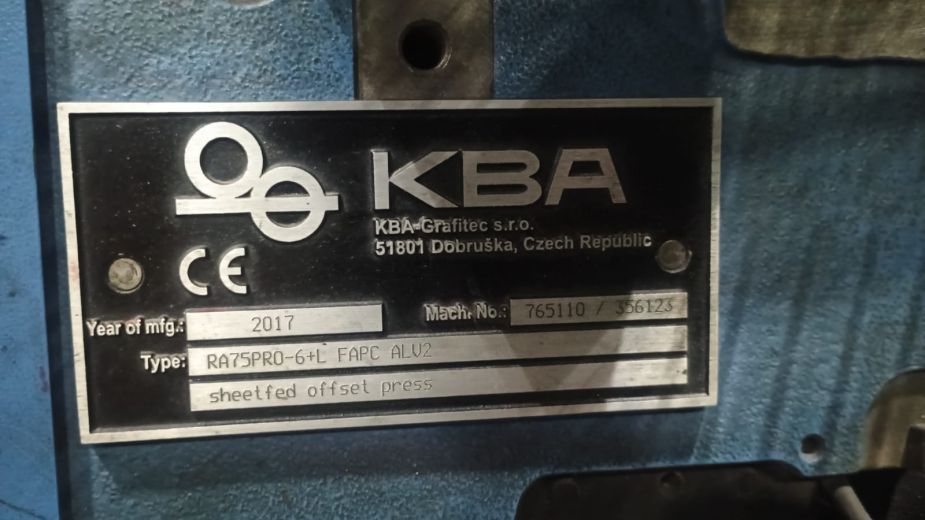 KBA
KBA-Grafitec s.r.o.
51801 Dobruška, Czech Republic
CE
Year of mfg.: 2017 Mach. No.: 765110 / 356123
Type: RA75PRO-6+L FAPC ALV2
sheetfed offset press